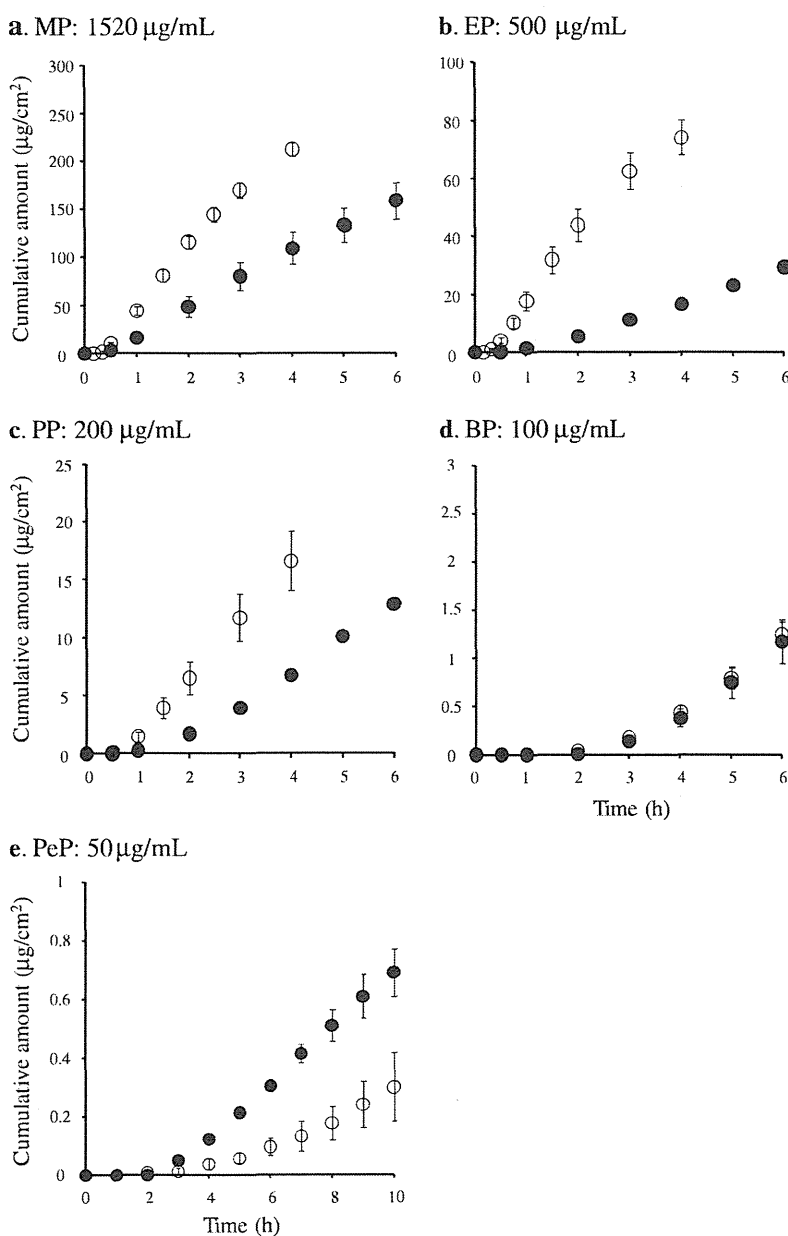 a. MP: 1520 µg/mL
Cumulative amount (µg/cm²)
300
250
200
150
100
50
0
0 1 2 3 4 5 6
b. EP: 500 µg/mL
100
80
60
40
20
0
0 1 2 3 4 5 6
c. PP: 200 µg/mL
Cumulative amount (µg/cm²)
25
20
15
10
5
0
0 1 2 3 4 5 6
d. BP: 100 µg/mL
3
2.5
2
1.5
1
0.5
0
0 1 2 3 4 5 6
Time (h)
e. PeP: 50 µg/mL
Cumulative amount (µg/cm²)
1
0.8
0.6
0.4
0.2
0
0 2 4 6 8 10
Time (h)